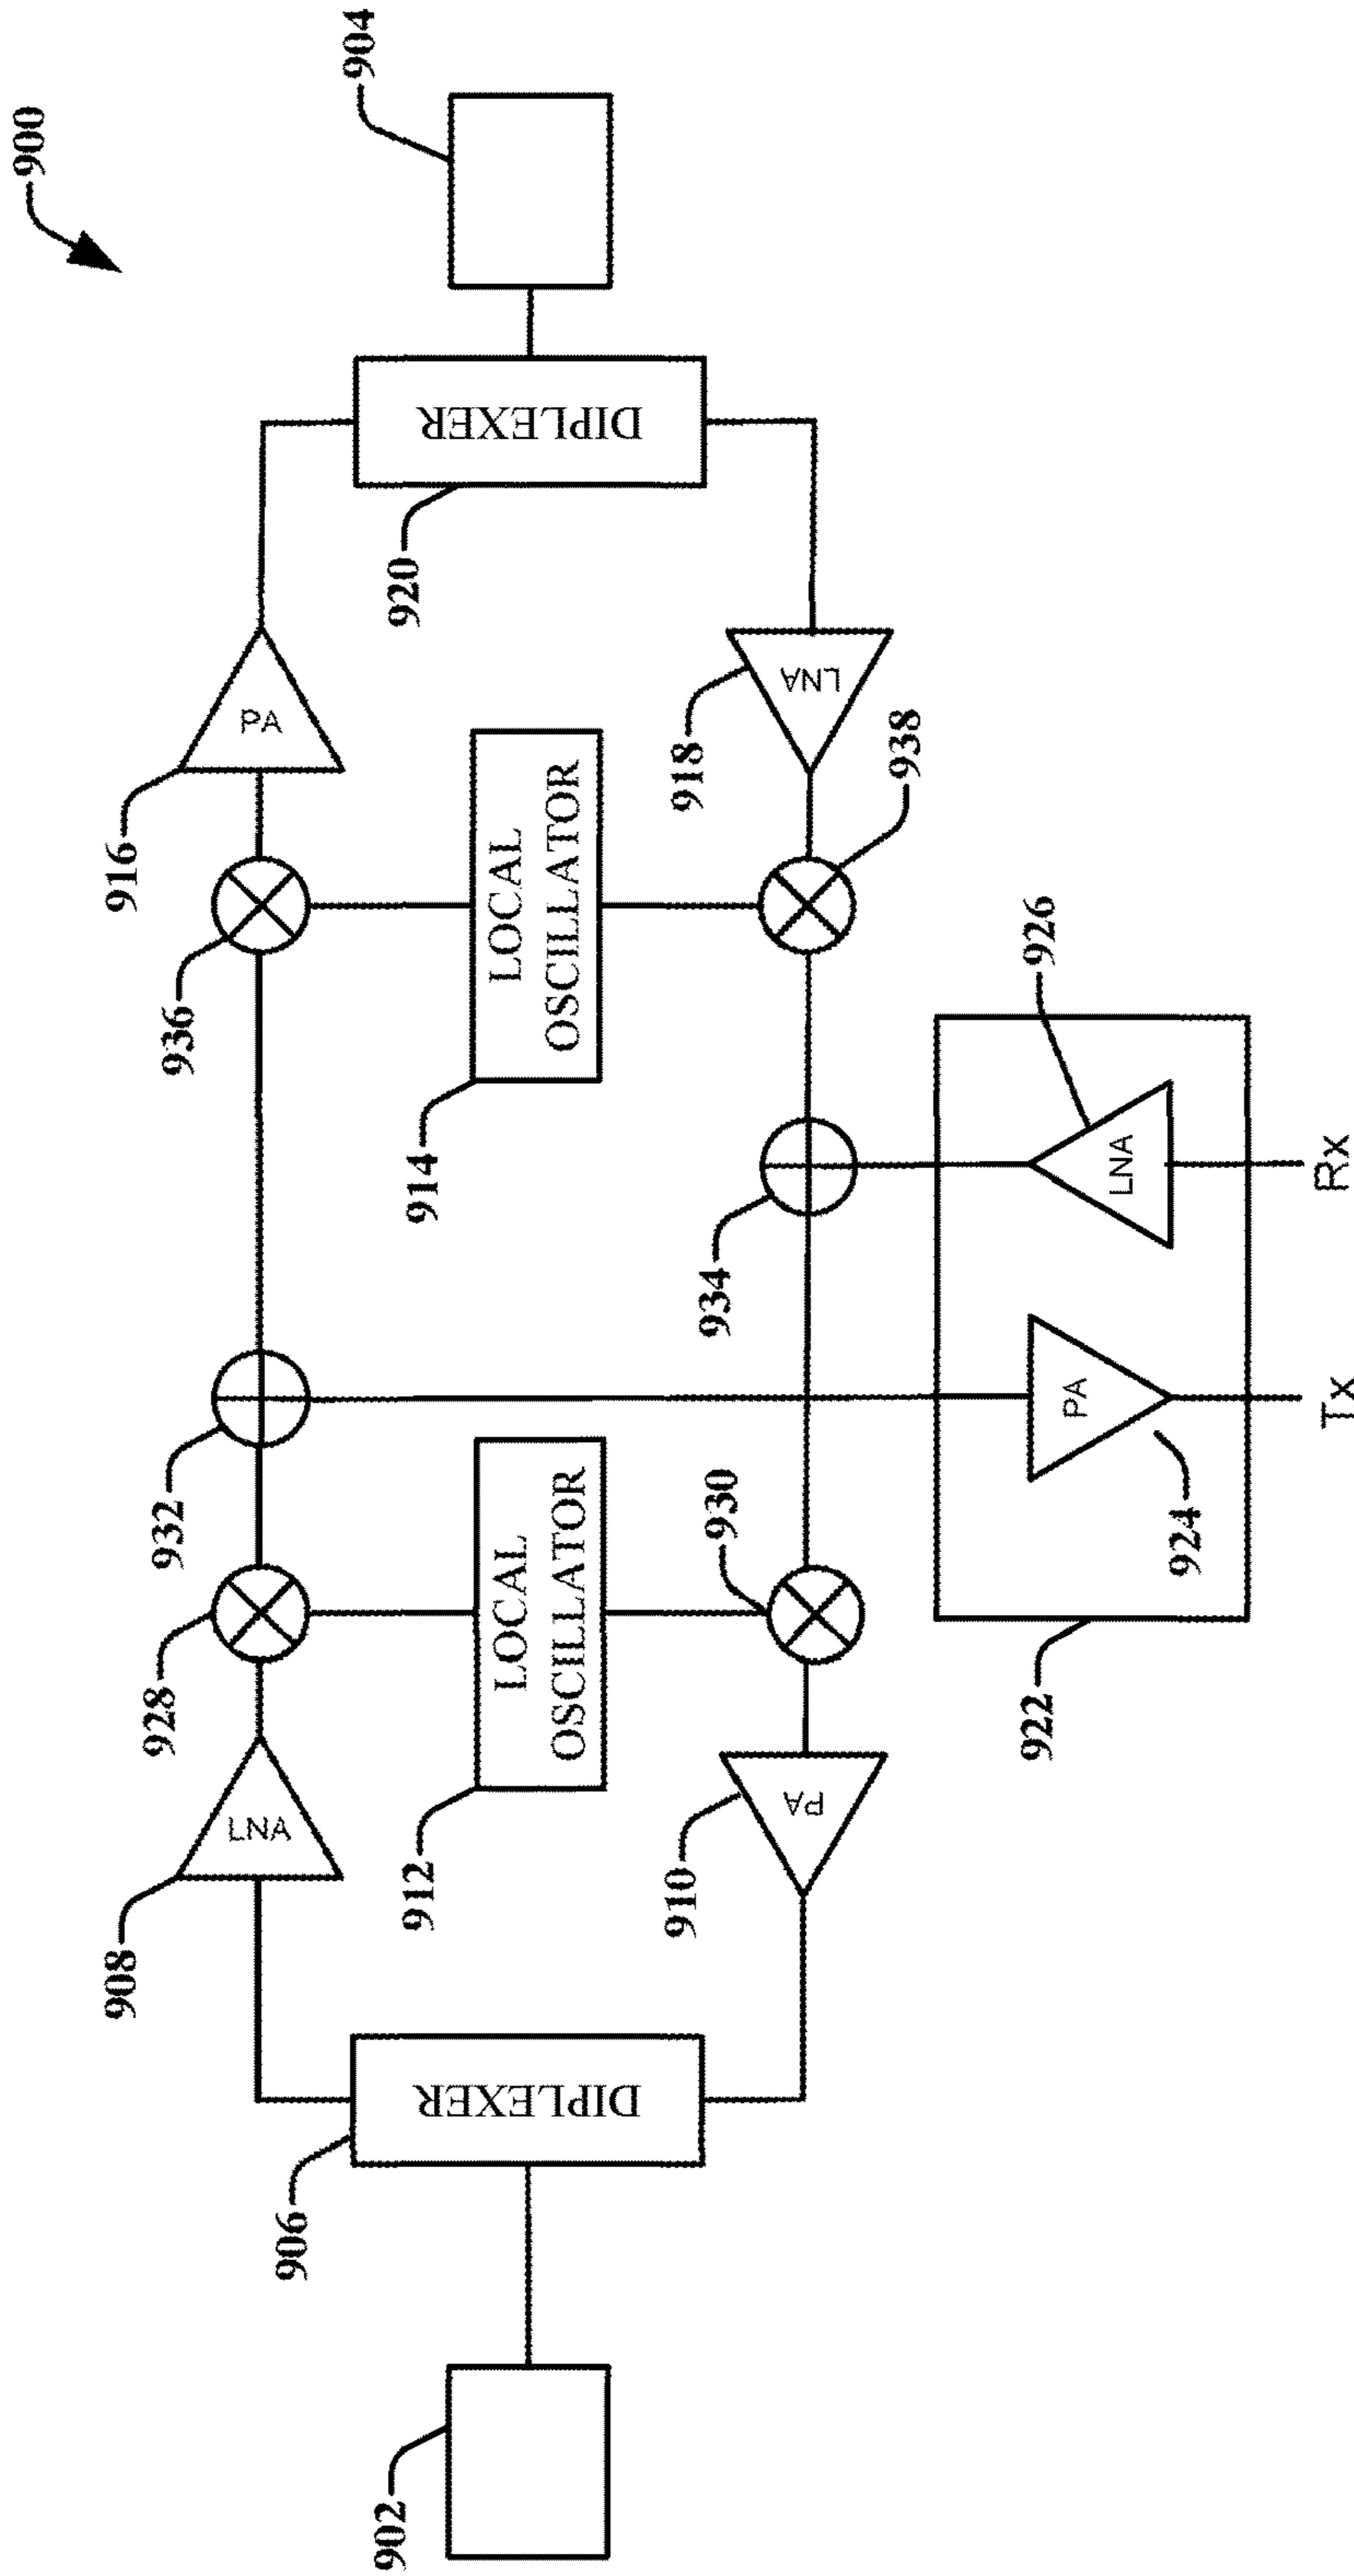 900
904
902
906
DIPLEXER
908
LNA
928
932
936
916
PA
920
DIPLEXER
912
LOCAL
OSCILLATOR
914
LOCAL
OSCILLATOR
910
PA
930
934
938
918
LNA
922
924
PA
926
LNA
Tx
Rx